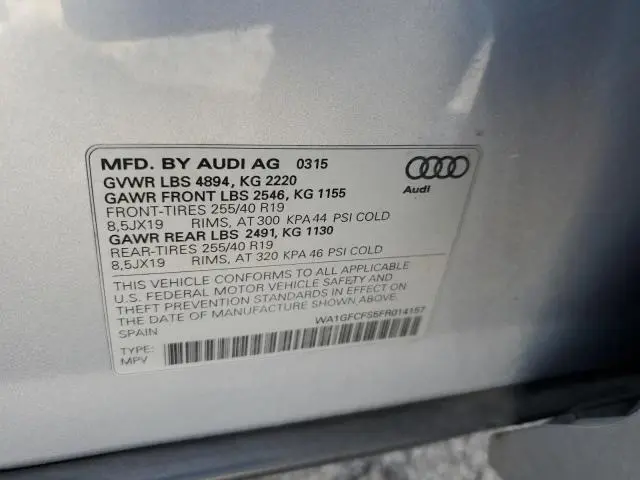 MFD. BY AUDI AG 0315
GVWR LBS 4894, KG 2220
GAWR FRONT LBS 2546, KG 1155
FRONT-TIRES 255/40 R19
8,5JX19 RIMS, AT 300 KPA 44 PSI COLD
GAWR REAR LBS 2491, KG 1130
REAR-TIRES 255/40 R19
8,5JX19 RIMS, AT 320 KPA 46 PSI COLD
Audi
THIS VEHICLE CONFORMS TO ALL APPLICABLE
U.S. FEDERAL MOTOR VEHICLE SAFETY AND
THEFT PREVENTION STANDARDS IN EFFECT ON
THE DATE OF MANUFACTURE SHOWN ABOVE.
SPAIN
WA1GFCFS5FR014157
TYPE:
MPV